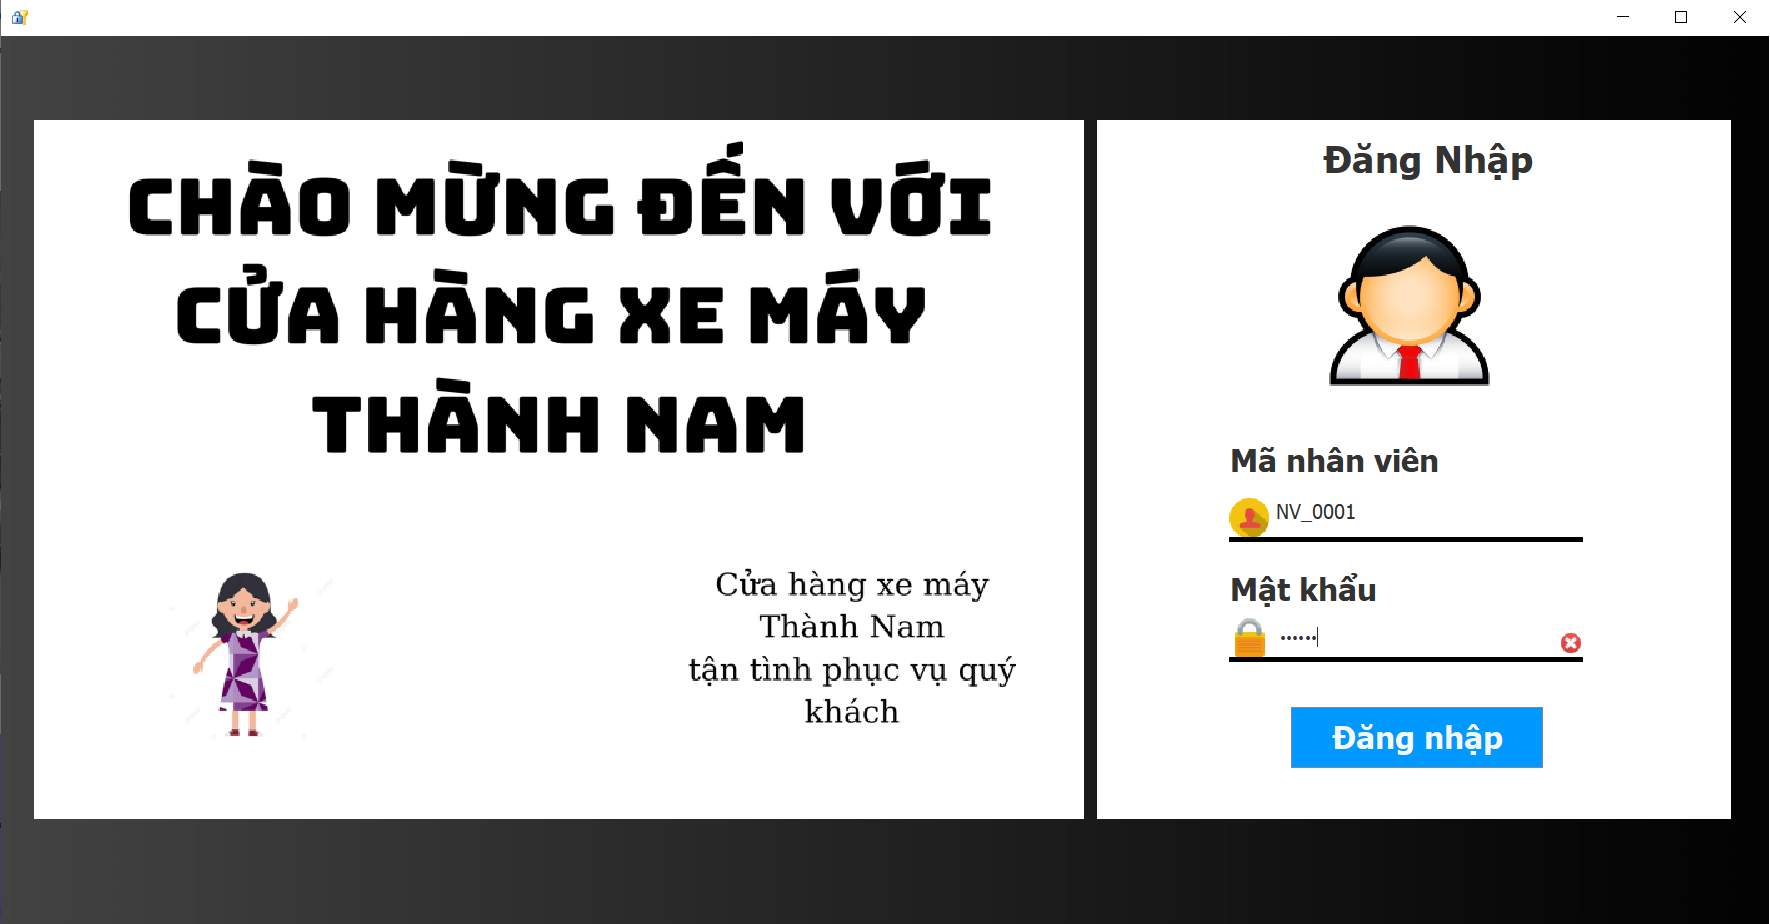 CHÀO MỪNG ĐẾN VỚI
CỬA HÀNG XE MÁY
THÀNH NAM
Cửa hàng xe máy
Thành Nam
tận tình phục vụ quý
khách
Đăng Nhập
Mã nhân viên
NV_0001
Mật khẩu
••••••
Đăng nhập